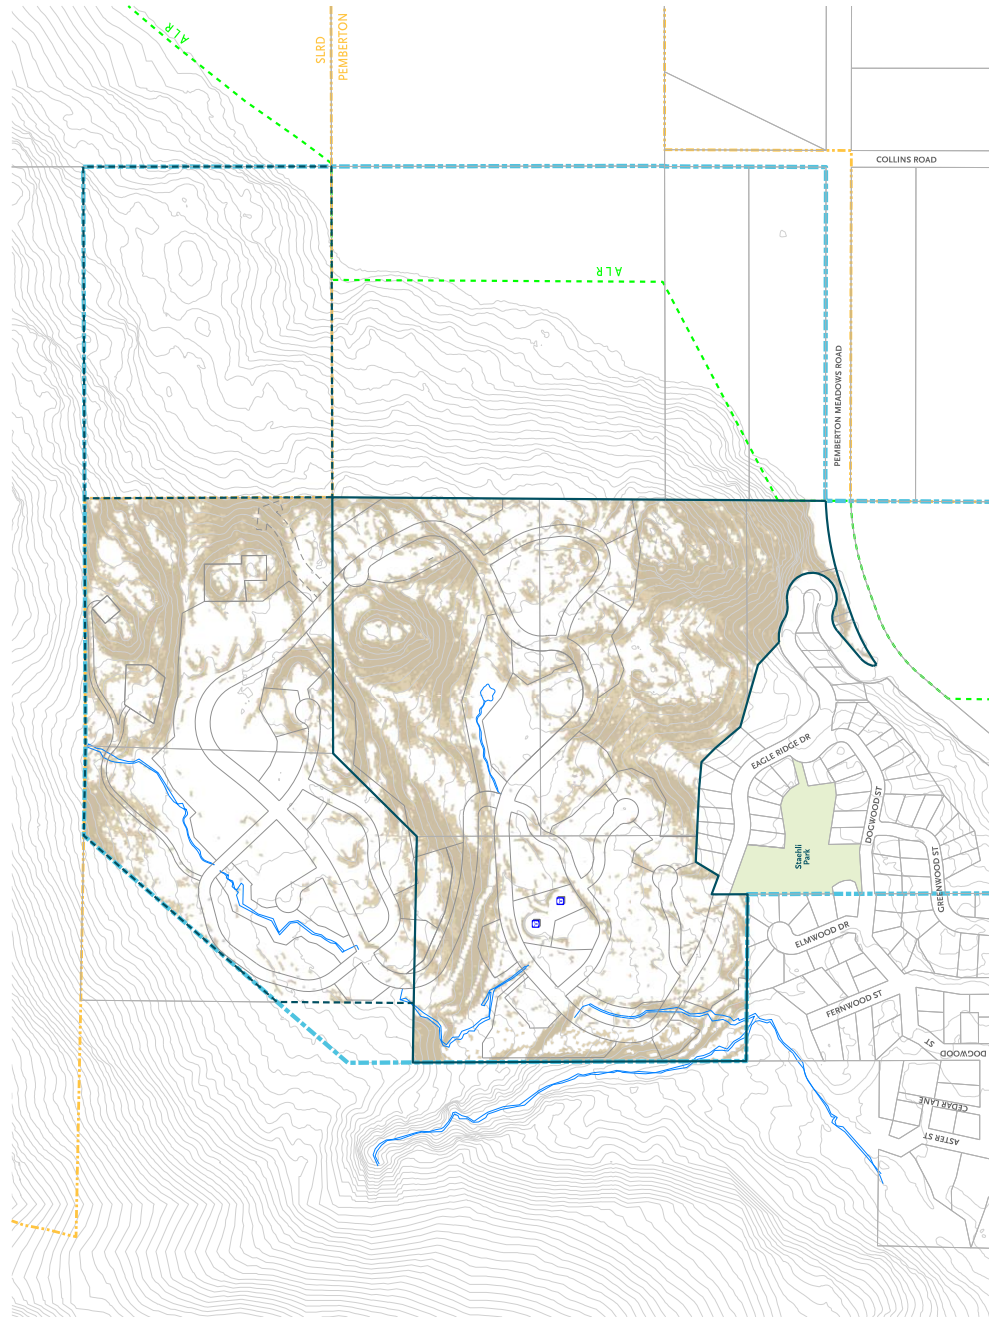 ALR
SLRD
PEMBERTON
COLLINS ROAD
ALR
PEMBERTON MEADOWS ROAD
EAGLE RIDGE DR
DOGWOOD ST
Staehli
Park
GREENWOOD ST
ELMWOOD DR
FERNWOOD ST
DOGWOOD
ST
CEDAR LANE
ASTER ST